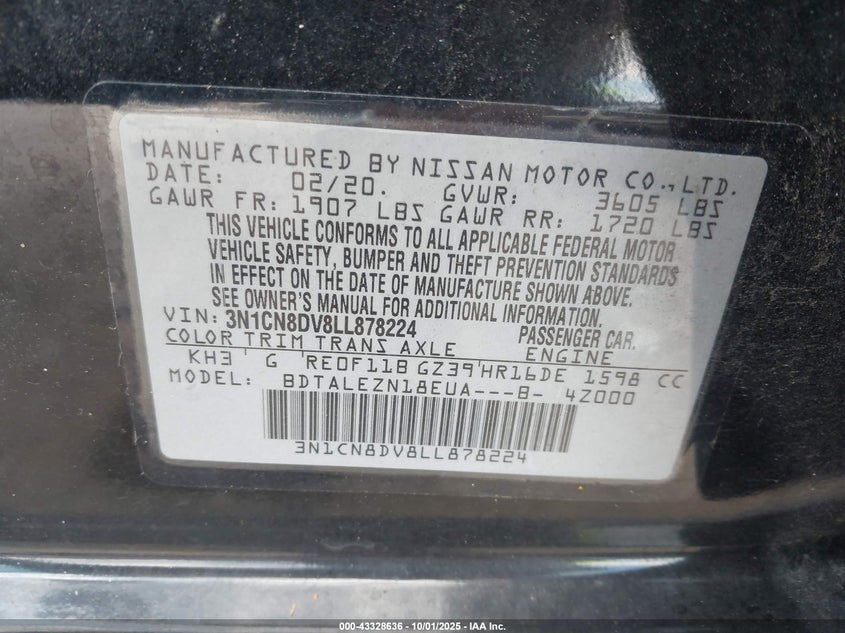 MANUFACTURED BY NISSAN MOTOR CO., LTD.
DATE: 02/20. GVWR: 3605 LBS
GAWR FR: 1907 LBS GAWR RR: 1720 LBS
THIS VEHICLE CONFORMS TO ALL APPLICABLE FEDERAL MOTOR
VEHICLE SAFETY, BUMPER AND THEFT PREVENTION STANDARDS
IN EFFECT ON THE DATE OF MANUFACTURE SHOWN ABOVE.
SEE OWNER'S MANUAL FOR ADDITIONAL INFORMATION.
VIN: 3N1CN8DV8LL878224 PASSENGER CAR.
COLOR TRIM TRANS AXLE ENGINE
KH3 G RE0F11B GZ39 HR16DE 1598 CC
MODEL: BDTALEZN18EUA---B- 4Z000
3N1CN8DV8LL878224
000-43328636 - 10/01/2025 - IAA Inc.